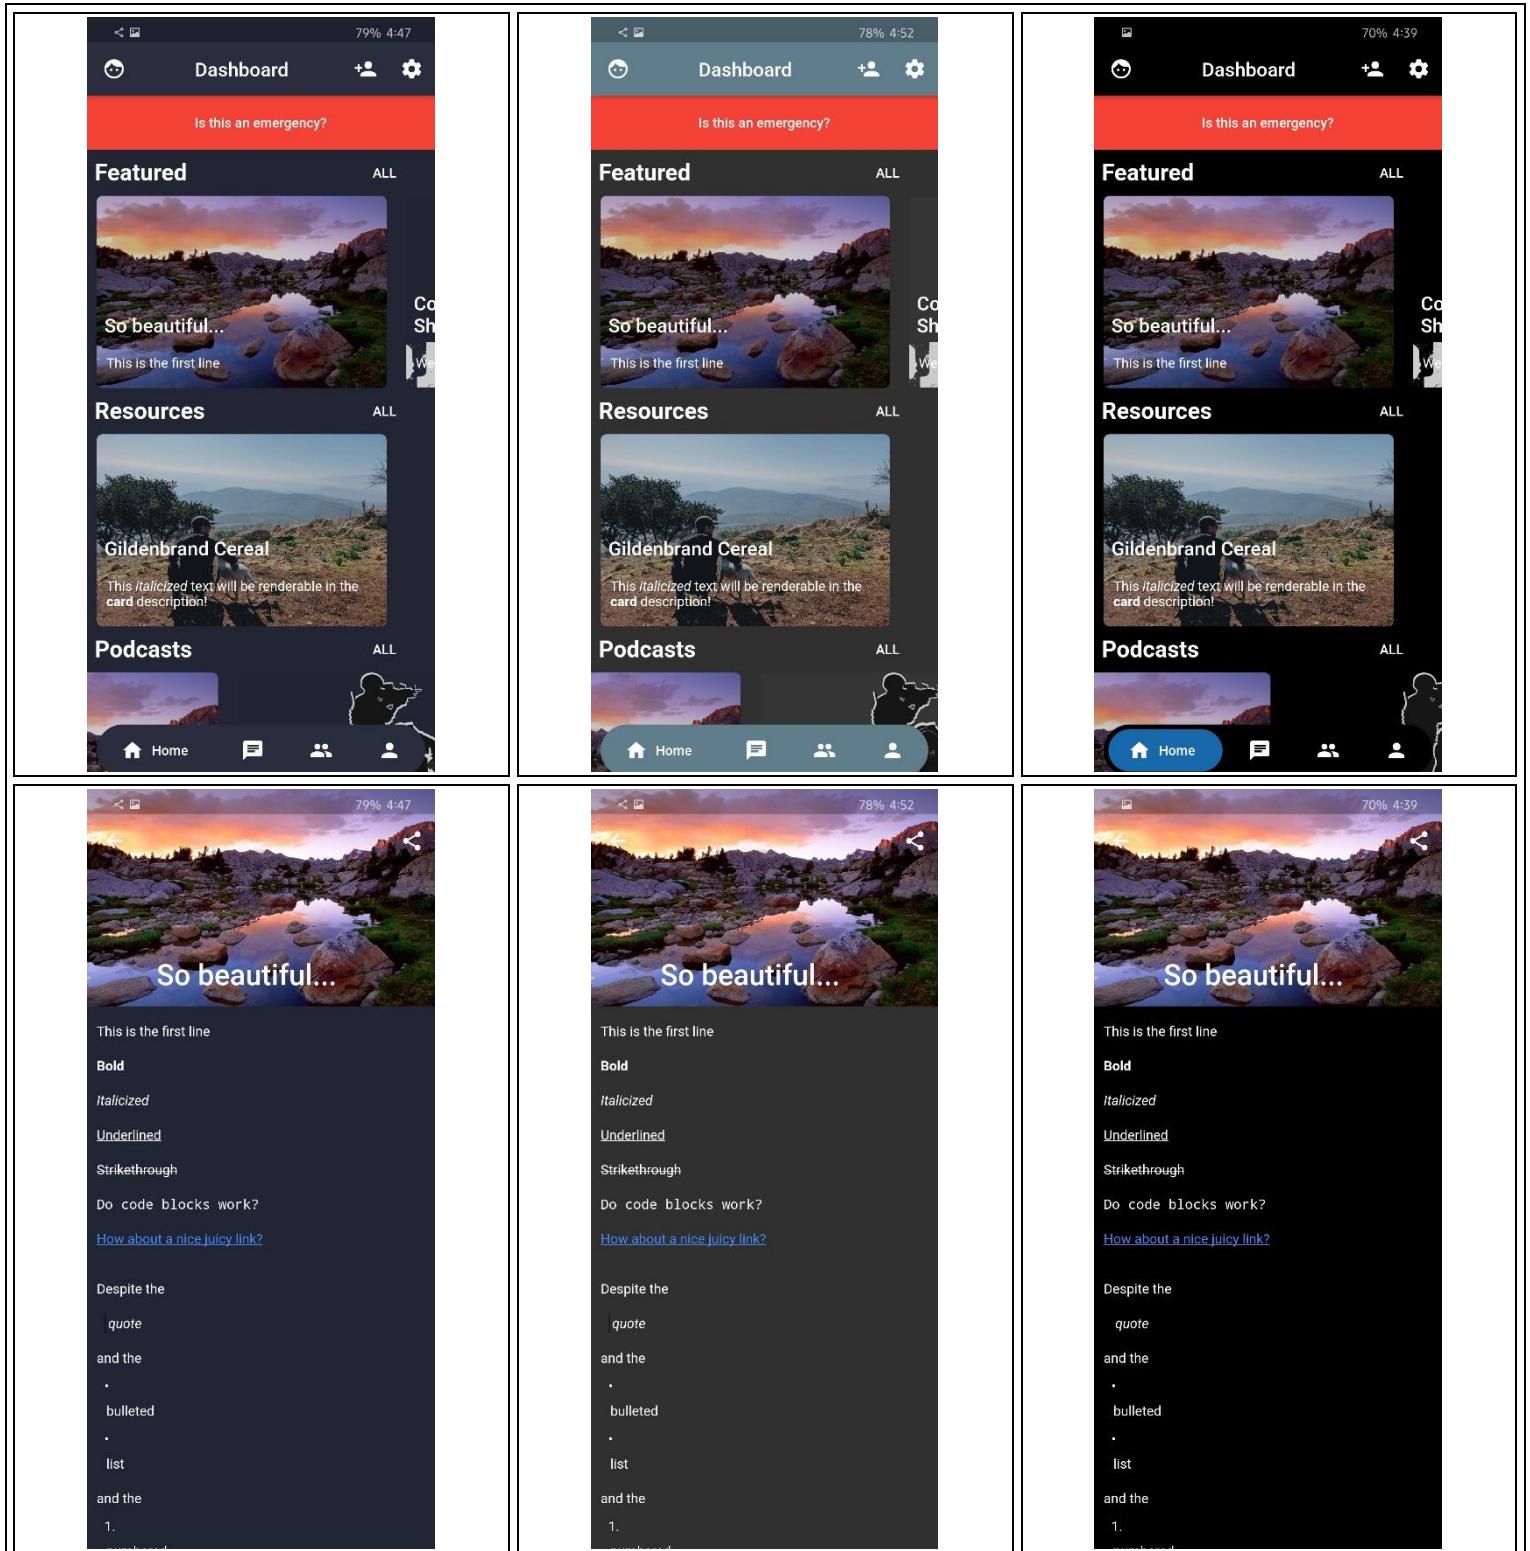 79% 4:47
Dashboard
Is this an emergency?
Featured ALL
Co
Sh
So beautiful...
We
This is the first line
Resources ALL
Gildenbrand Cereal
This italicized text will be renderable in the
card description!
Podcasts ALL
Home
78% 4:52
Dashboard
Is this an emergency?
Featured ALL
Co
Sh
So beautiful...
We
This is the first line
Resources ALL
Gildenbrand Cereal
This italicized text will be renderable in the
card description!
Podcasts ALL
Home
70% 4:39
Dashboard
Is this an emergency?
Featured ALL
Co
Sh
So beautiful...
We
This is the first line
Resources ALL
Gildenbrand Cereal
This italicized text will be renderable in the
card description!
Podcasts ALL
Home
79% 4:47
So beautiful...
This is the first line
Bold
Italicized
Underlined
Strikethrough
Do code blocks work?
How about a nice juicy link?
Despite the
quote
and the
•
bulleted
•
list
and the
1.
78% 4:52
So beautiful...
This is the first line
Bold
Italicized
Underlined
Strikethrough
Do code blocks work?
How about a nice juicy link?
Despite the
quote
and the
•
bulleted
•
list
and the
1.
70% 4:39
So beautiful...
This is the first line
Bold
Italicized
Underlined
Strikethrough
Do code blocks work?
How about a nice juicy link?
Despite the
quote
and the
•
bulleted
•
list
and the
1.